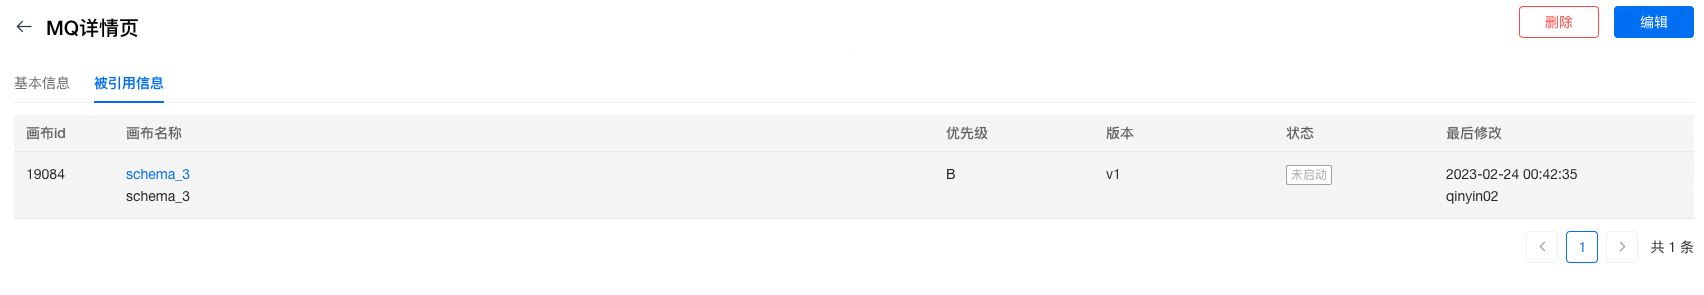 MQ详情页
删除
编辑
基本信息
被引用信息
画布id
画布名称
优先级
版本
状态
最后修改
19084
schema_3
schema_3
B
v1
未启动
2023-02-24 00:42:35
qinyin02
1
共 1 条